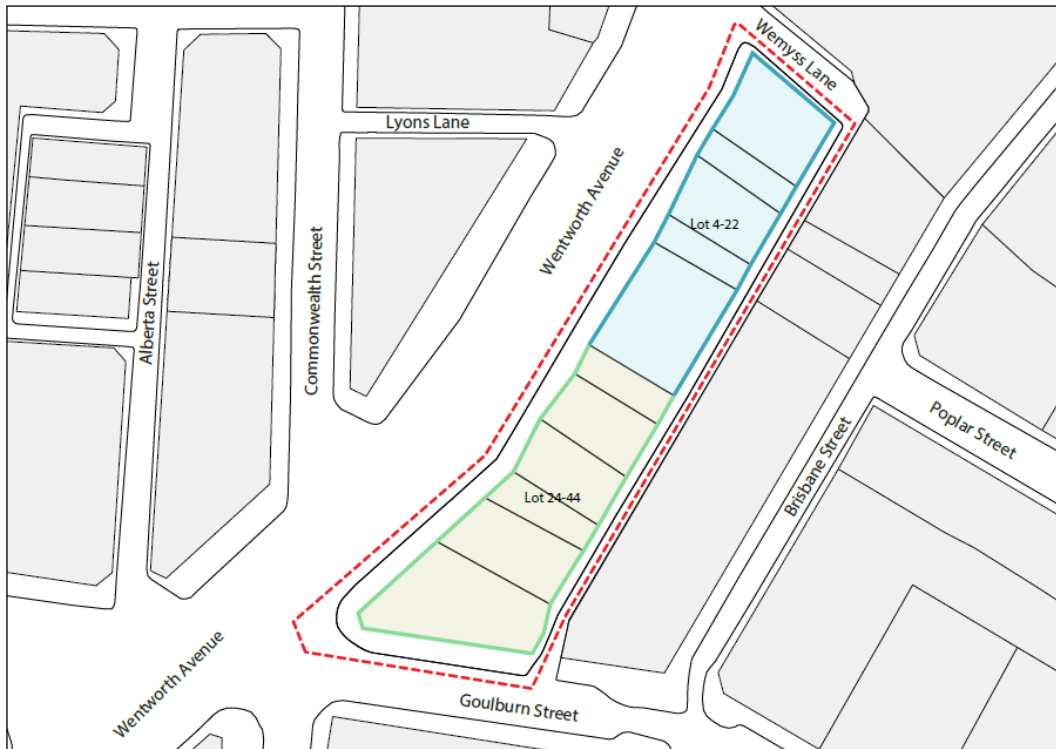 Wemyss Lane
Lyons Lane
Wentworth Avenue
Lot 4-22
Commonwealth Street
Alberta Street
Poplar Street
Brisbane Street
Lot 24-44
Wentworth Avenue
Goulburn Street